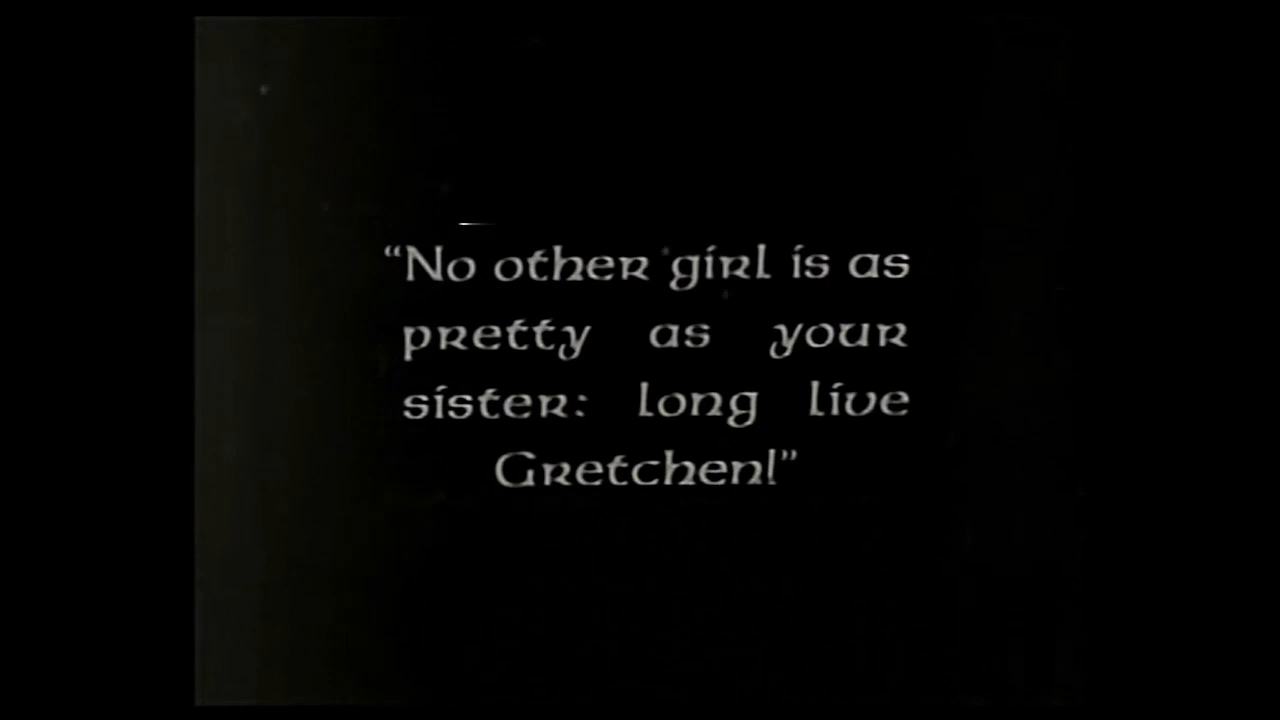 “No other girl is as
pretty as your
sister: long live
Gretchen!”